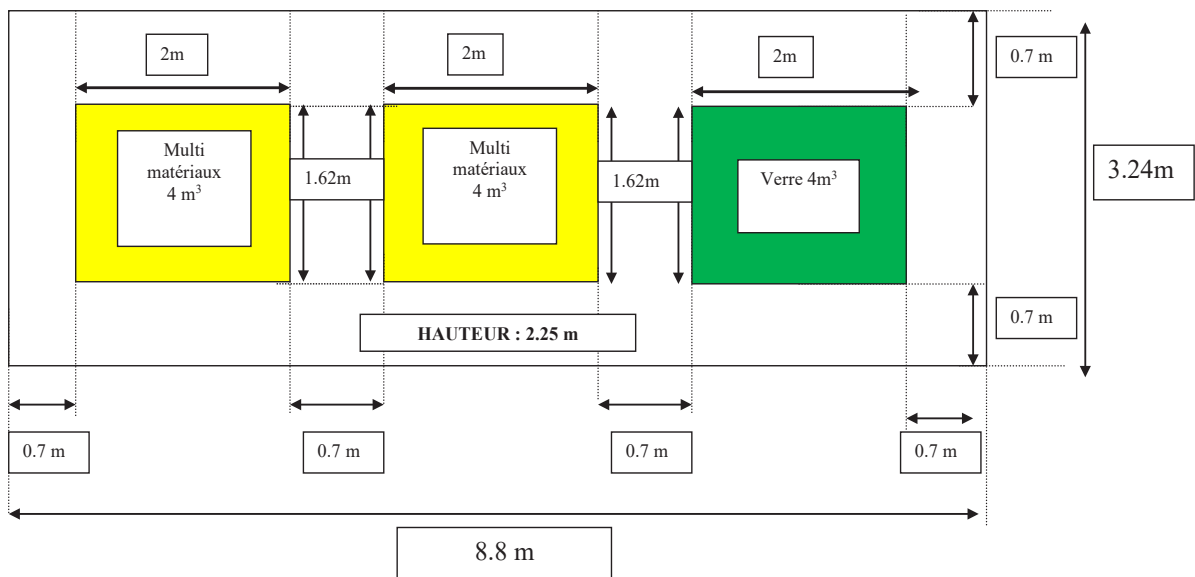 2m
2m
2m
0.7 m
Multi
matériaux
4 m³
1.62m
Multi
matériaux
4 m³
1.62m
Verre 4m³
3.24m
HAUTEUR : 2.25 m
0.7 m
0.7 m
0.7 m
0.7 m
0.7 m
8.8 m